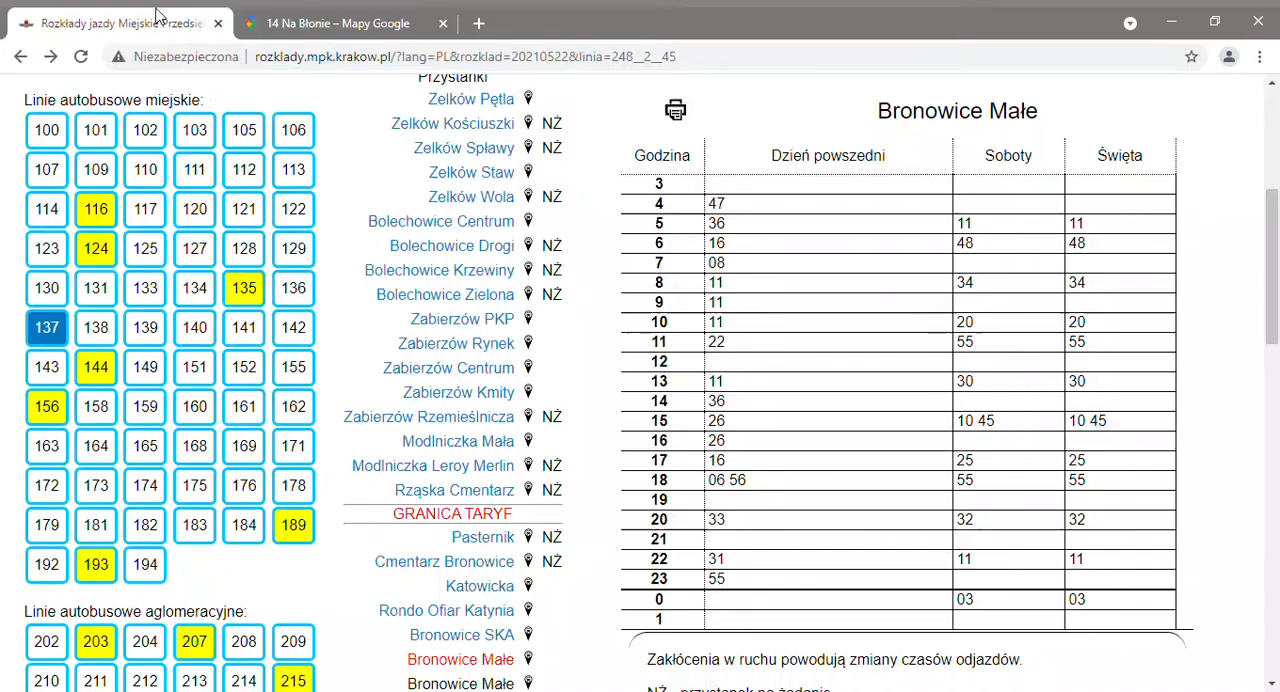 Rozkłady jazdy Miejskie Przedsię
14 Na Błonie – Mapy Google
Niezabezpieczona
rozklady.mpk.krakow.pl/?lang=PL&rozklad=20210522&linia=248__2__45
Linie autobusowe miejskie:
100 101 102 103 105 106
107 109 110 111 112 113
114 116 117 120 121 122
123 124 125 127 128 129
130 131 133 134 135 136
137 138 139 140 141 142
143 144 149 151 152 155
156 158 159 160 161 162
163 164 165 168 169 171
172 173 174 175 176 178
179 181 182 183 184 189
192 193 194
Linie autobusowe aglomeracyjne:
202 203 204 207 208 209
210 211 212 213 214 215
Przystanki
Zelków Pętla
Zelków Kościuszki NŻ
Zelków Spławy NŻ
Zelków Staw
Zelków Wola NŻ
Bolechowice Centrum
Bolechowice Drogi NŻ
Bolechowice Krzewiny NŻ
Bolechowice Zielona NŻ
Zabierzów PKP
Zabierzów Rynek
Zabierzów Centrum
Zabierzów Kmity
Zabierzów Rzemieślnicza NŻ
Modlniczka Mała
Modlniczka Leroy Merlin NŻ
Rząska Cmentarz NŻ
GRANICA TARYF
Pasternik NŻ
Cmentarz Bronowice NŻ
Katowicka
Rondo Ofiar Katynia
Bronowice SKA
Bronowice Małe
Bronowice Małe
Bronowice Małe
Godzina Dzień powszedni Soboty Święta
3
4 47
5 36 11 11
6 16 48 48
7 08
8 11 34 34
9 11
10 11 20 20
11 22 55 55
12
13 11 30 30
14 36
15 26 10 45 10 45
16 26
17 16 25 25
18 06 56 55 55
19
20 33 32 32
21
22 31 11 11
23 55
0 03 03
1
Zakłócenia w ruchu powodują zmiany czasów odjazdów.
NŻ - przystanek na żądanie